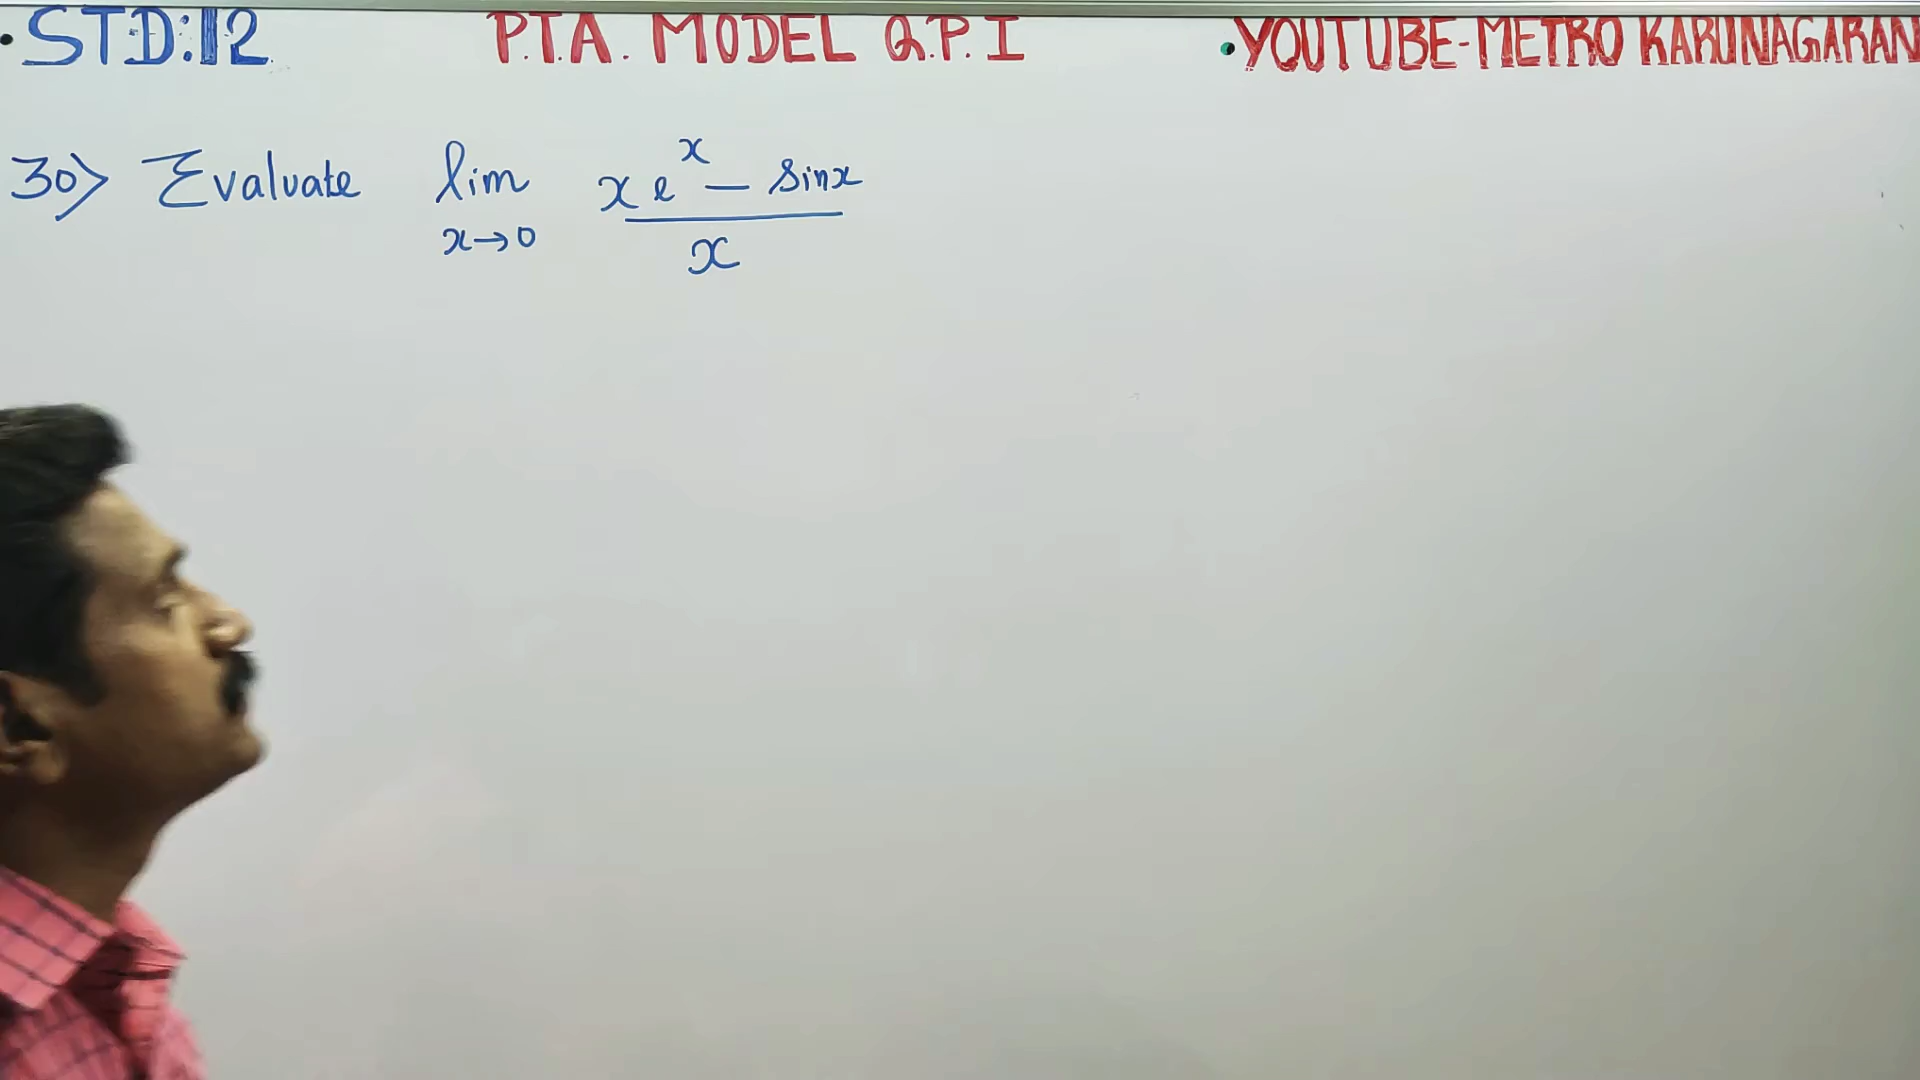 • STD:12 P.T.A. MODEL Q.P. I • YOUTUBE-METRO KARUNAGARAN
30> Evaluate lim x→0 (x e^x − sinx) / x